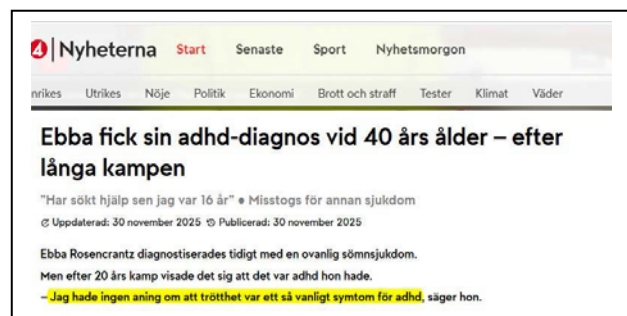 4 Nyheterna Start Senaste Sport Nyhetsmorgon
nrikes Utrikes Nöje Politik Ekonomi Brott och straff Tester Klimat Väder
Ebba fick sin adhd-diagnos vid 40 års ålder – efter
långa kampen
"Har sökt hjälp sen jag var 16 år" ● Misstogs för annan sjukdom
Uppdaterad: 30 november 2025 Publicerad: 30 november 2025
Ebba Rosencrantz diagnostiserades tidigt med en ovanlig sömnsjukdom.
Men efter 20 års kamp visade det sig att det var adhd hon hade.
– Jag hade ingen aning om att trötthet var ett så vanligt symtom för adhd, säger hon.